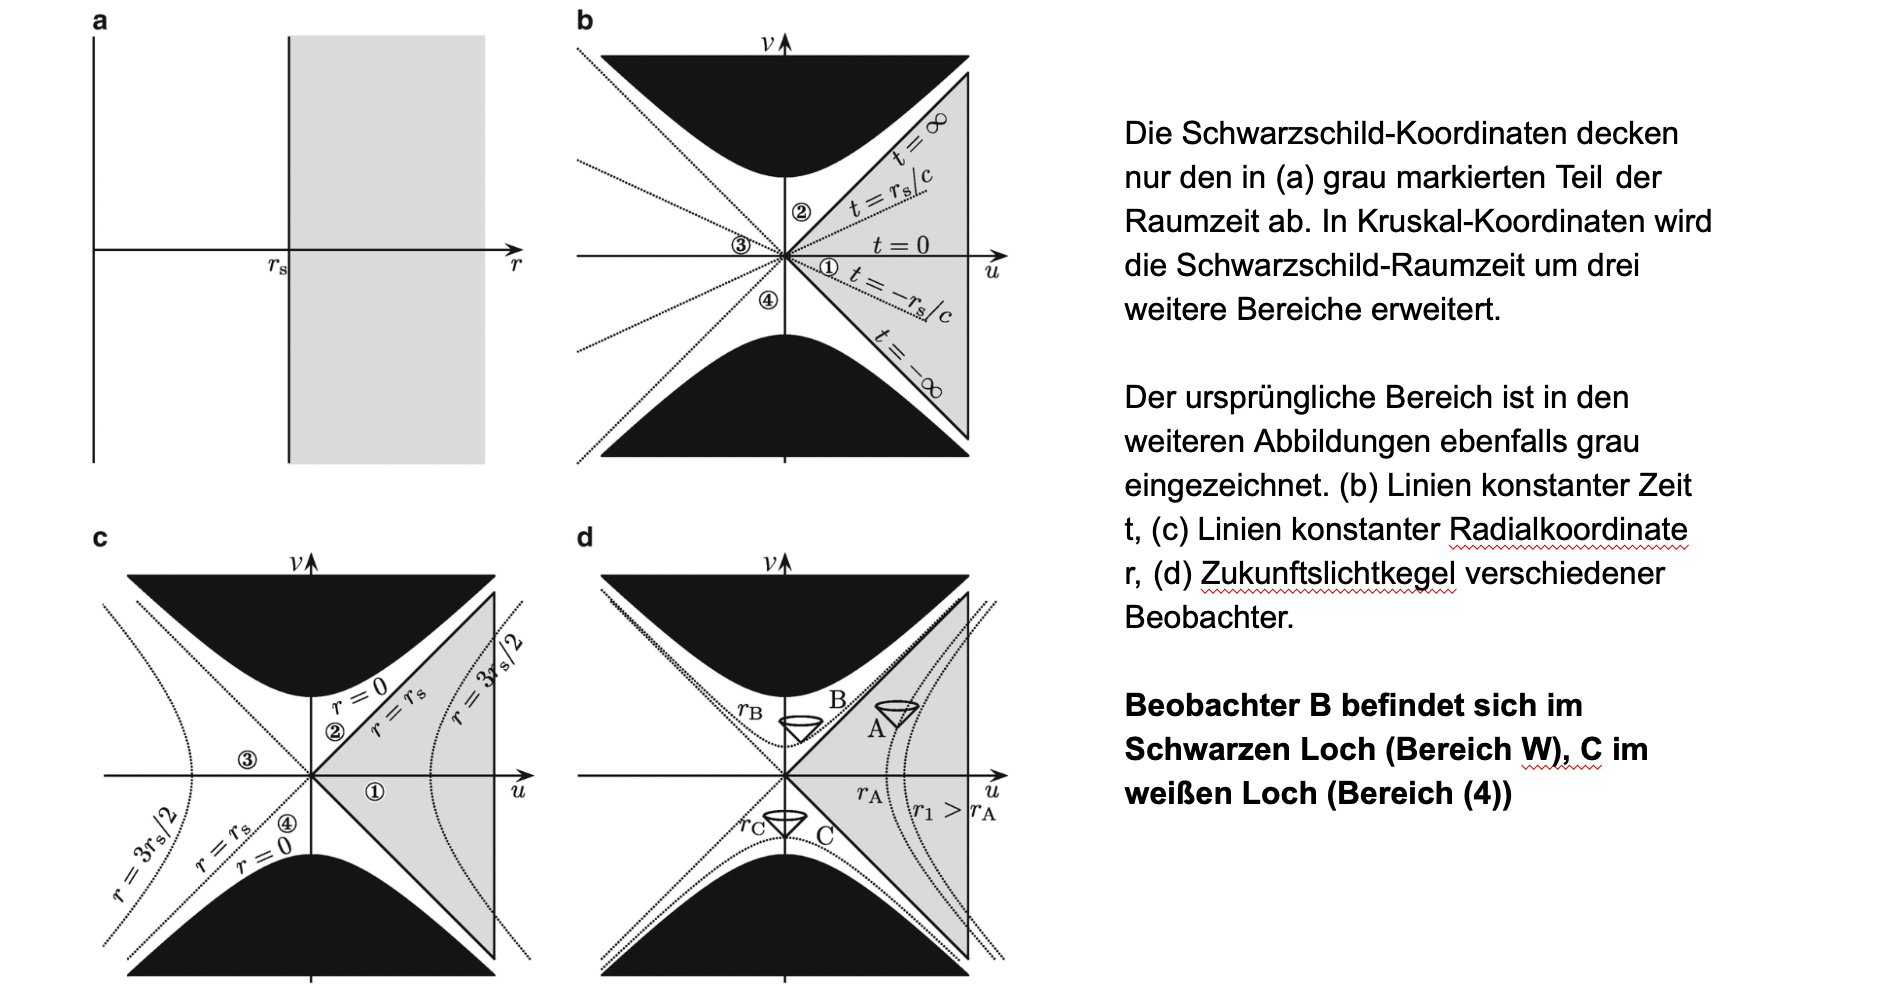 a
r_s
r
b
v
t = ∞
t = r_s/c
②
③
t = 0
①
u
t = −r_s/c
④
t = −∞
Die Schwarzschild-Koordinaten decken
nur den in (a) grau markierten Teil der
Raumzeit ab. In Kruskal-Koordinaten wird
die Schwarzschild-Raumzeit um drei
weitere Bereiche erweitert.
Der ursprüngliche Bereich ist in den
weiteren Abbildungen ebenfalls grau
eingezeichnet. (b) Linien konstanter Zeit
t, (c) Linien konstanter Radialkoordinate
r, (d) Zukunftslichtkegel verschiedener
Beobachter.
Beobachter B befindet sich im
Schwarzen Loch (Bereich W), C im
weißen Loch (Bereich (4))
c
v
r = 0
r = r_s
r = 3r_s/2
②
③
①
u
④
r = 3r_s/2
r = r_s
r = 0
d
v
r_B
B
A
u
r_A
r_1 > r_A
r_C
C